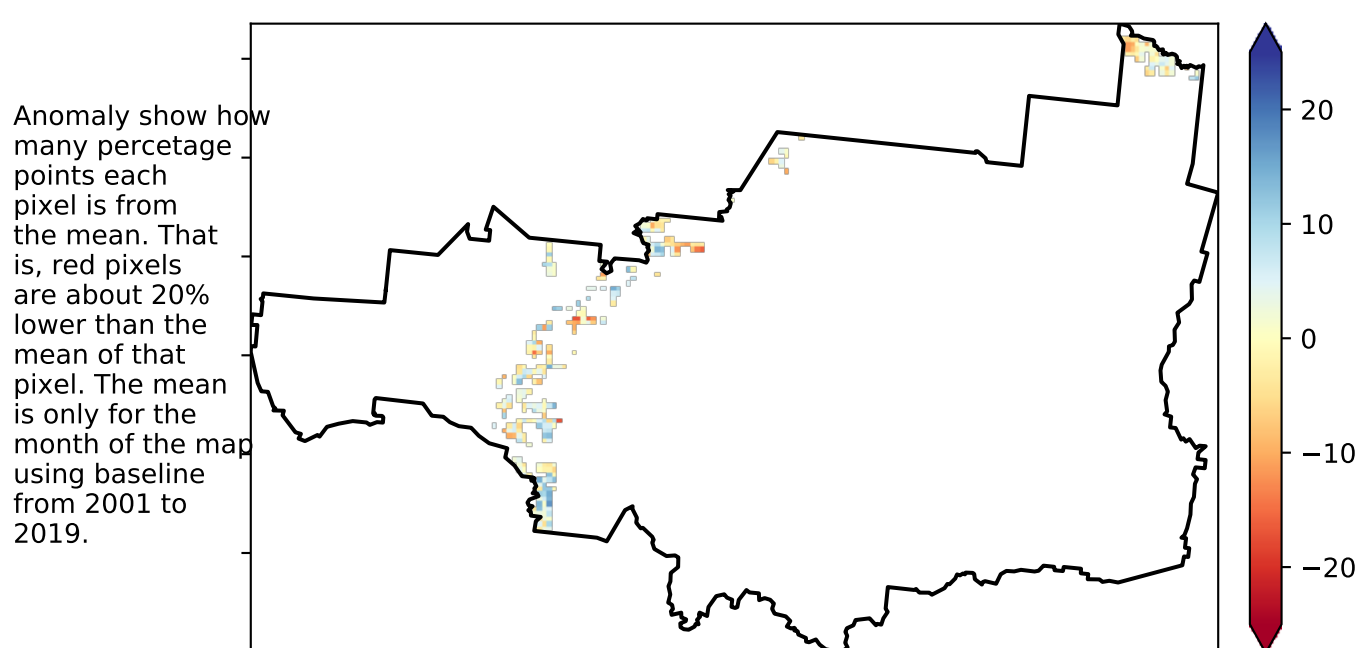 Anomaly show how
many percetage
points each
pixel is from
the mean. That
is, red pixels
are about 20%
lower than the
mean of that
pixel. The mean
is only for the
month of the map
using baseline
from 2001 to
2019.
20
10
0
−10
−20